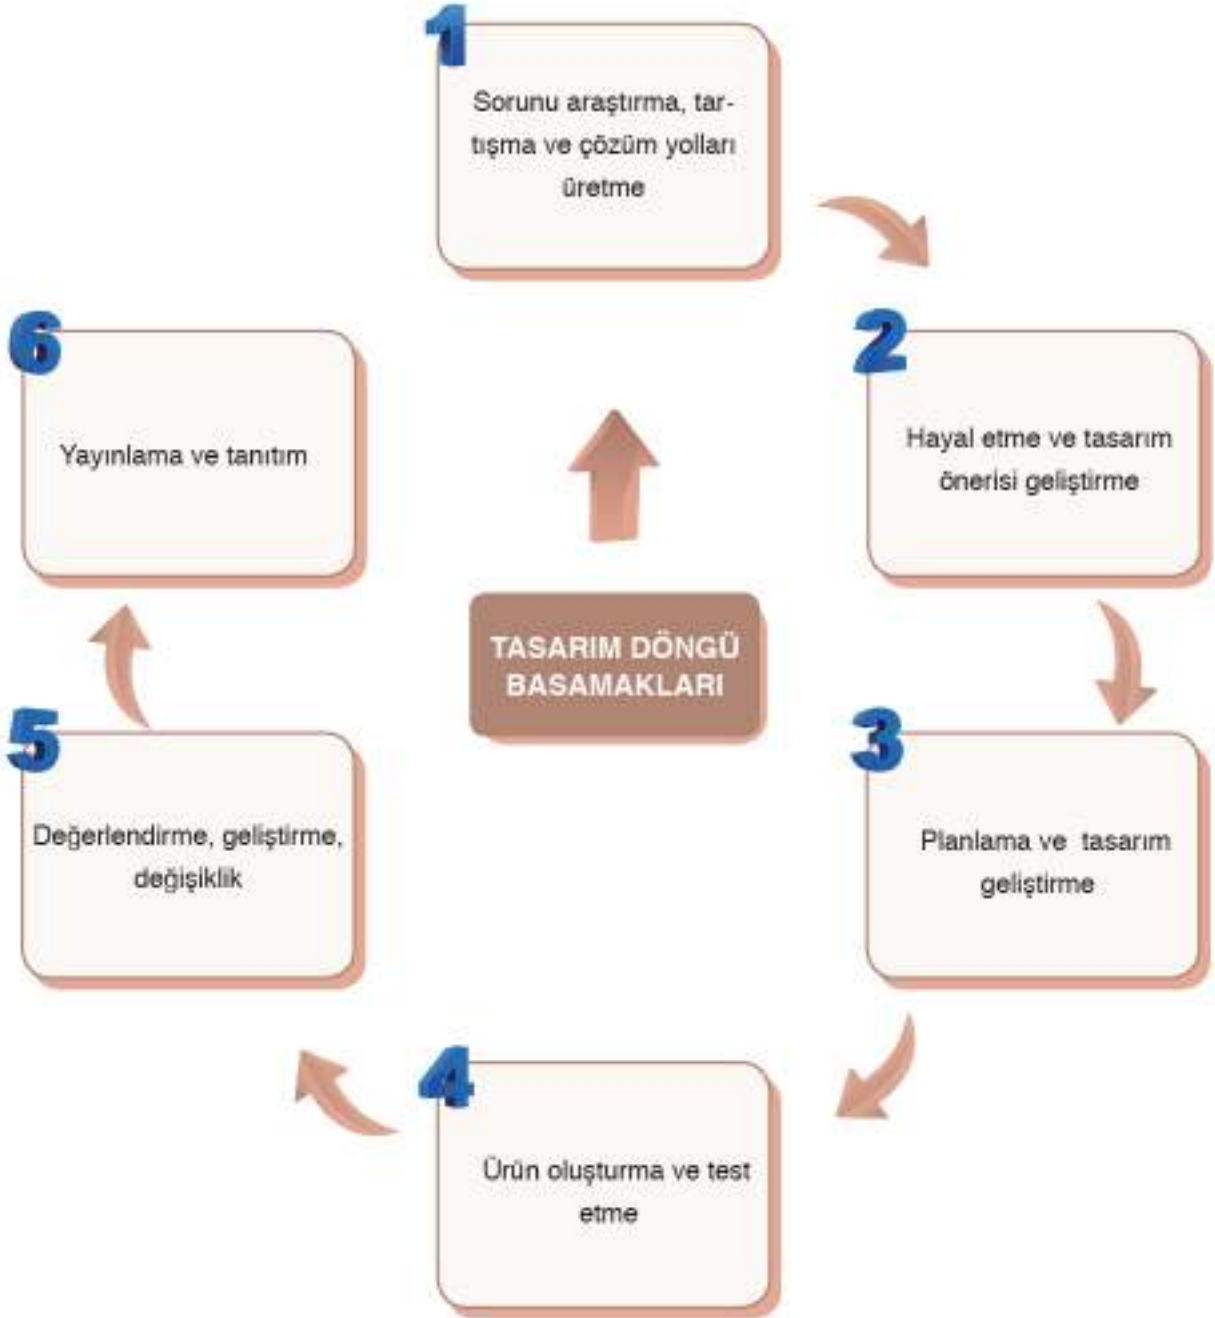 1
Sorunu araştırma, tar-
tışma ve çözüm yolları
üretme
2
Hayal etme ve tasarım
önerisi geliştirme
3
Planlama ve tasarım
geliştirme
4
Ürün oluşturma ve test
etme
5
Değerlendirme, geliştirme,
değişiklik
6
Yayınlama ve tanıtım
TASARIM DÖNGÜ
BASAMAKLARI